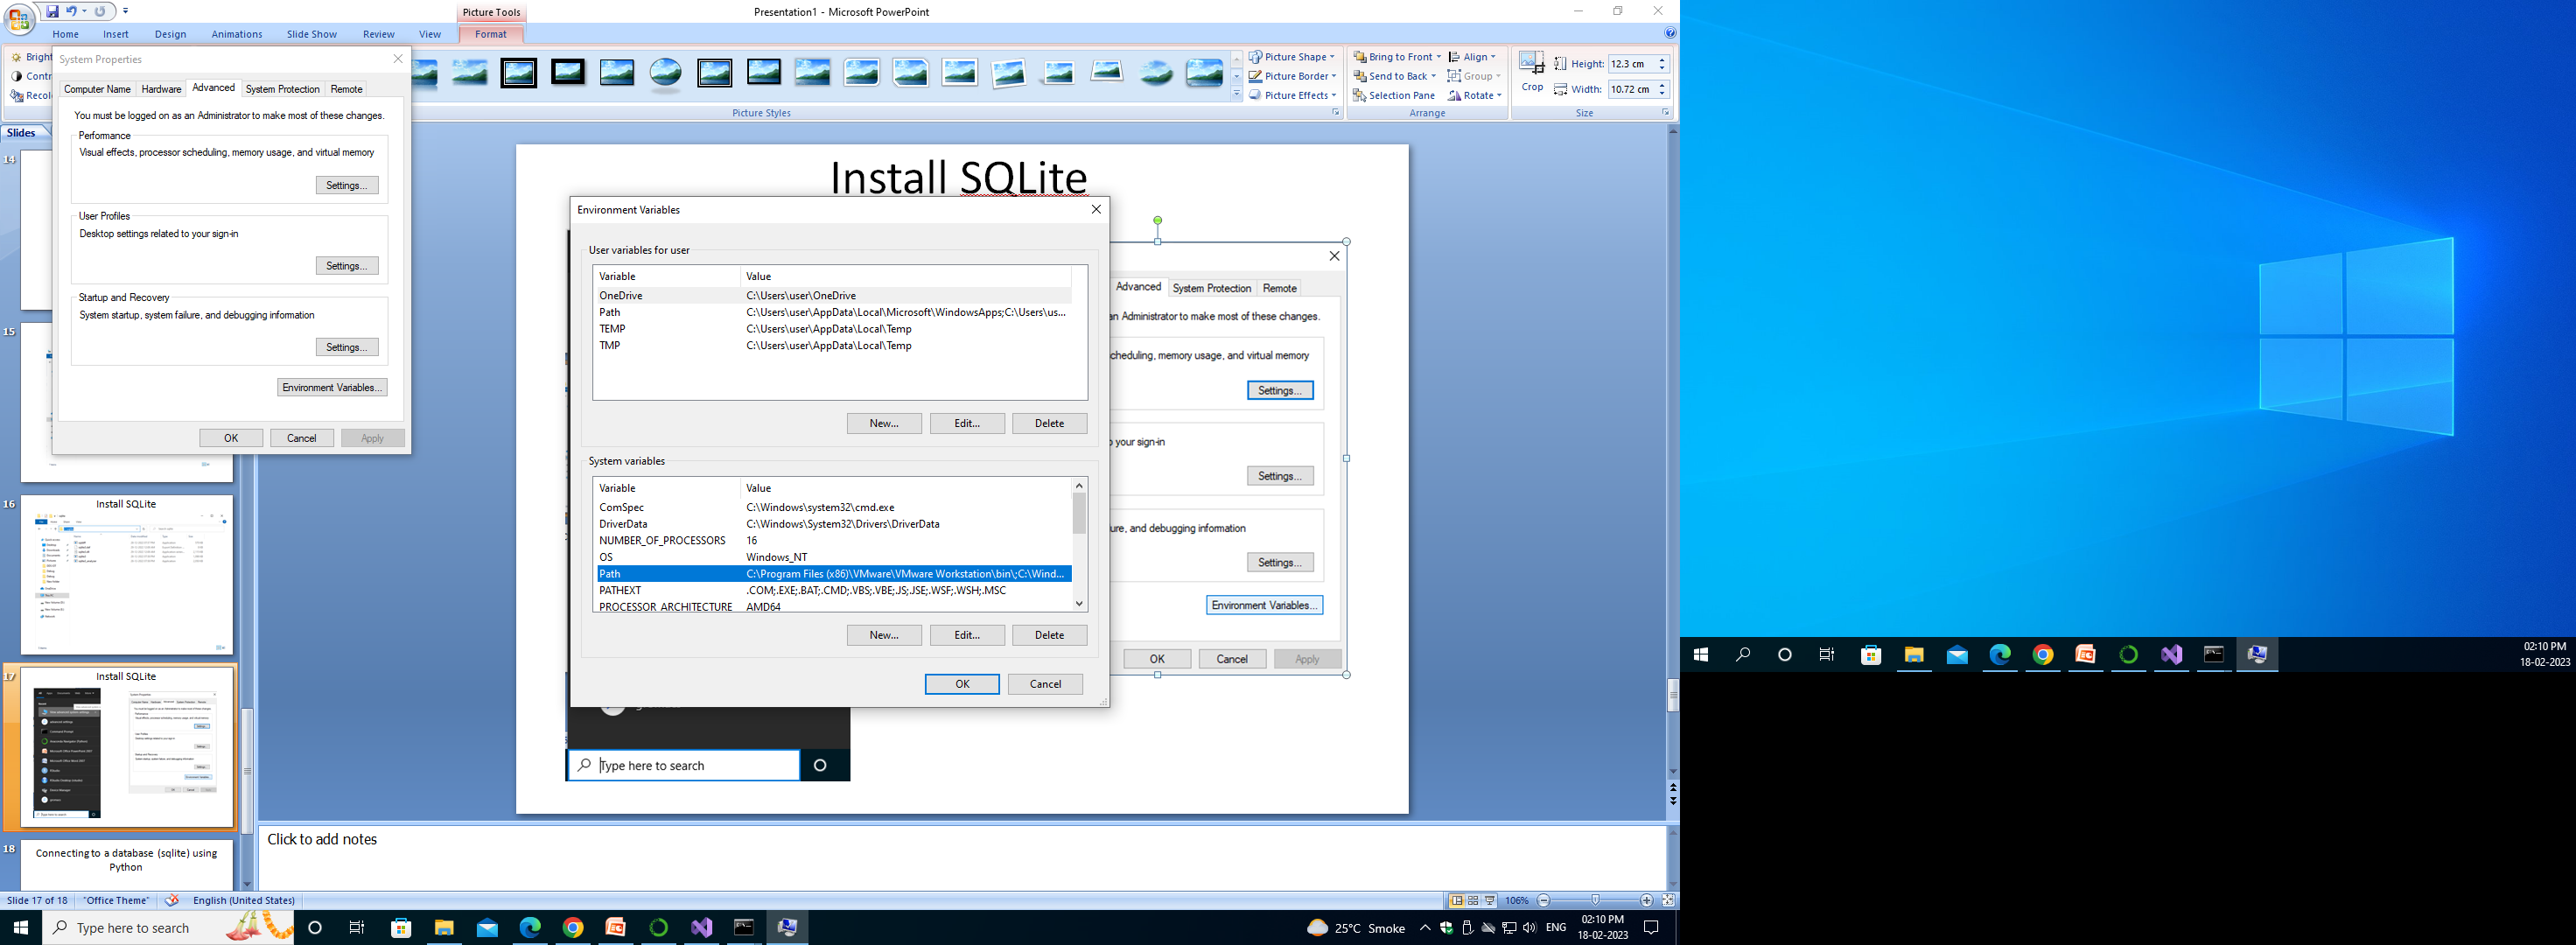 Presentation1 - Microsoft PowerPoint
Picture Tools
Home Insert Design Animations Slide Show Review View Format
Bright
Contr
Recolo
Picture Shape
Picture Border
Picture Effects
Picture Styles
Bring to Front
Send to Back
Selection Pane
Align
Group
Rotate
Arrange
Crop
Height: 12.3 cm
Width: 10.72 cm
Size
System Properties
Computer Name Hardware Advanced System Protection Remote
You must be logged on as an Administrator to make most of these changes.
Performance
Visual effects, processor scheduling, memory usage, and virtual memory
Settings...
User Profiles
Desktop settings related to your sign-in
Settings...
Startup and Recovery
System startup, system failure, and debugging information
Settings...
Environment Variables...
OK Cancel Apply
Slides
14
15
16
Install SQLite
17
Install SQLite
18
Connecting to a database (sqlite) using
Python
Install SQLite
Environment Variables
User variables for user
Variable Value
OneDrive C:\Users\user\OneDrive
Path C:\Users\user\AppData\Local\Microsoft\WindowsApps;C:\Users\us...
TEMP C:\Users\user\AppData\Local\Temp
TMP C:\Users\user\AppData\Local\Temp
New... Edit... Delete
System variables
Variable Value
ComSpec C:\Windows\system32\cmd.exe
DriverData C:\Windows\System32\Drivers\DriverData
NUMBER_OF_PROCESSORS 16
OS Windows_NT
Path C:\Program Files (x86)\VMware\VMware Workstation\bin\;C:\Wind...
PATHEXT .COM;.EXE;.BAT;.CMD;.VBS;.VBE;.JS;.JSE;.WSF;.WSH;.MSC
PROCESSOR_ARCHITECTURE AMD64
New... Edit... Delete
OK Cancel
Advanced System Protection Remote
an Administrator to make most of these changes.
cheduling, memory usage, and virtual memory
Settings...
your sign-in
Settings...
ure, and debugging information
Settings...
Environment Variables...
OK Cancel Apply
Type here to search
Click to add notes
Slide 17 of 18 "Office Theme" English (United States)
106%
Type here to search
25°C Smoke
ENG
02:10 PM
18-02-2023
02:10 PM
18-02-2023